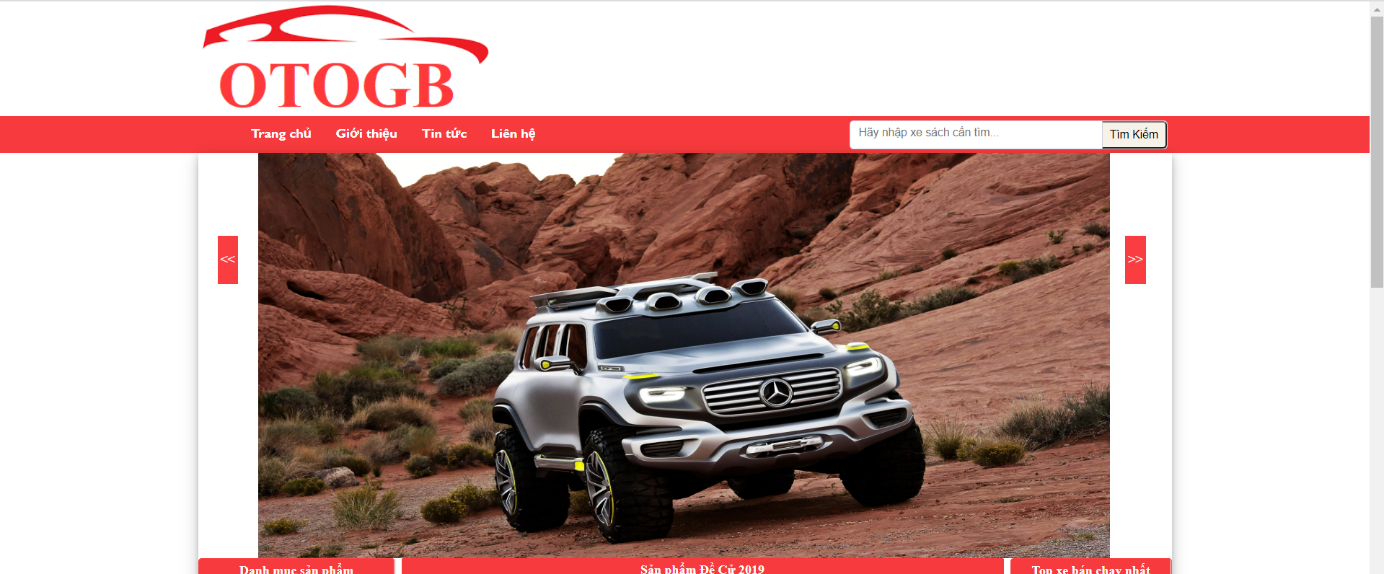 OTOGB
Trang chủ Giới thiệu Tin tức Liên hệ
Hãy nhập xe sách cần tìm... Tìm Kiếm
<< >>
Danh mục sản phẩm Sản phẩm Đề Cử 2019 Top xe bán chạy nhất